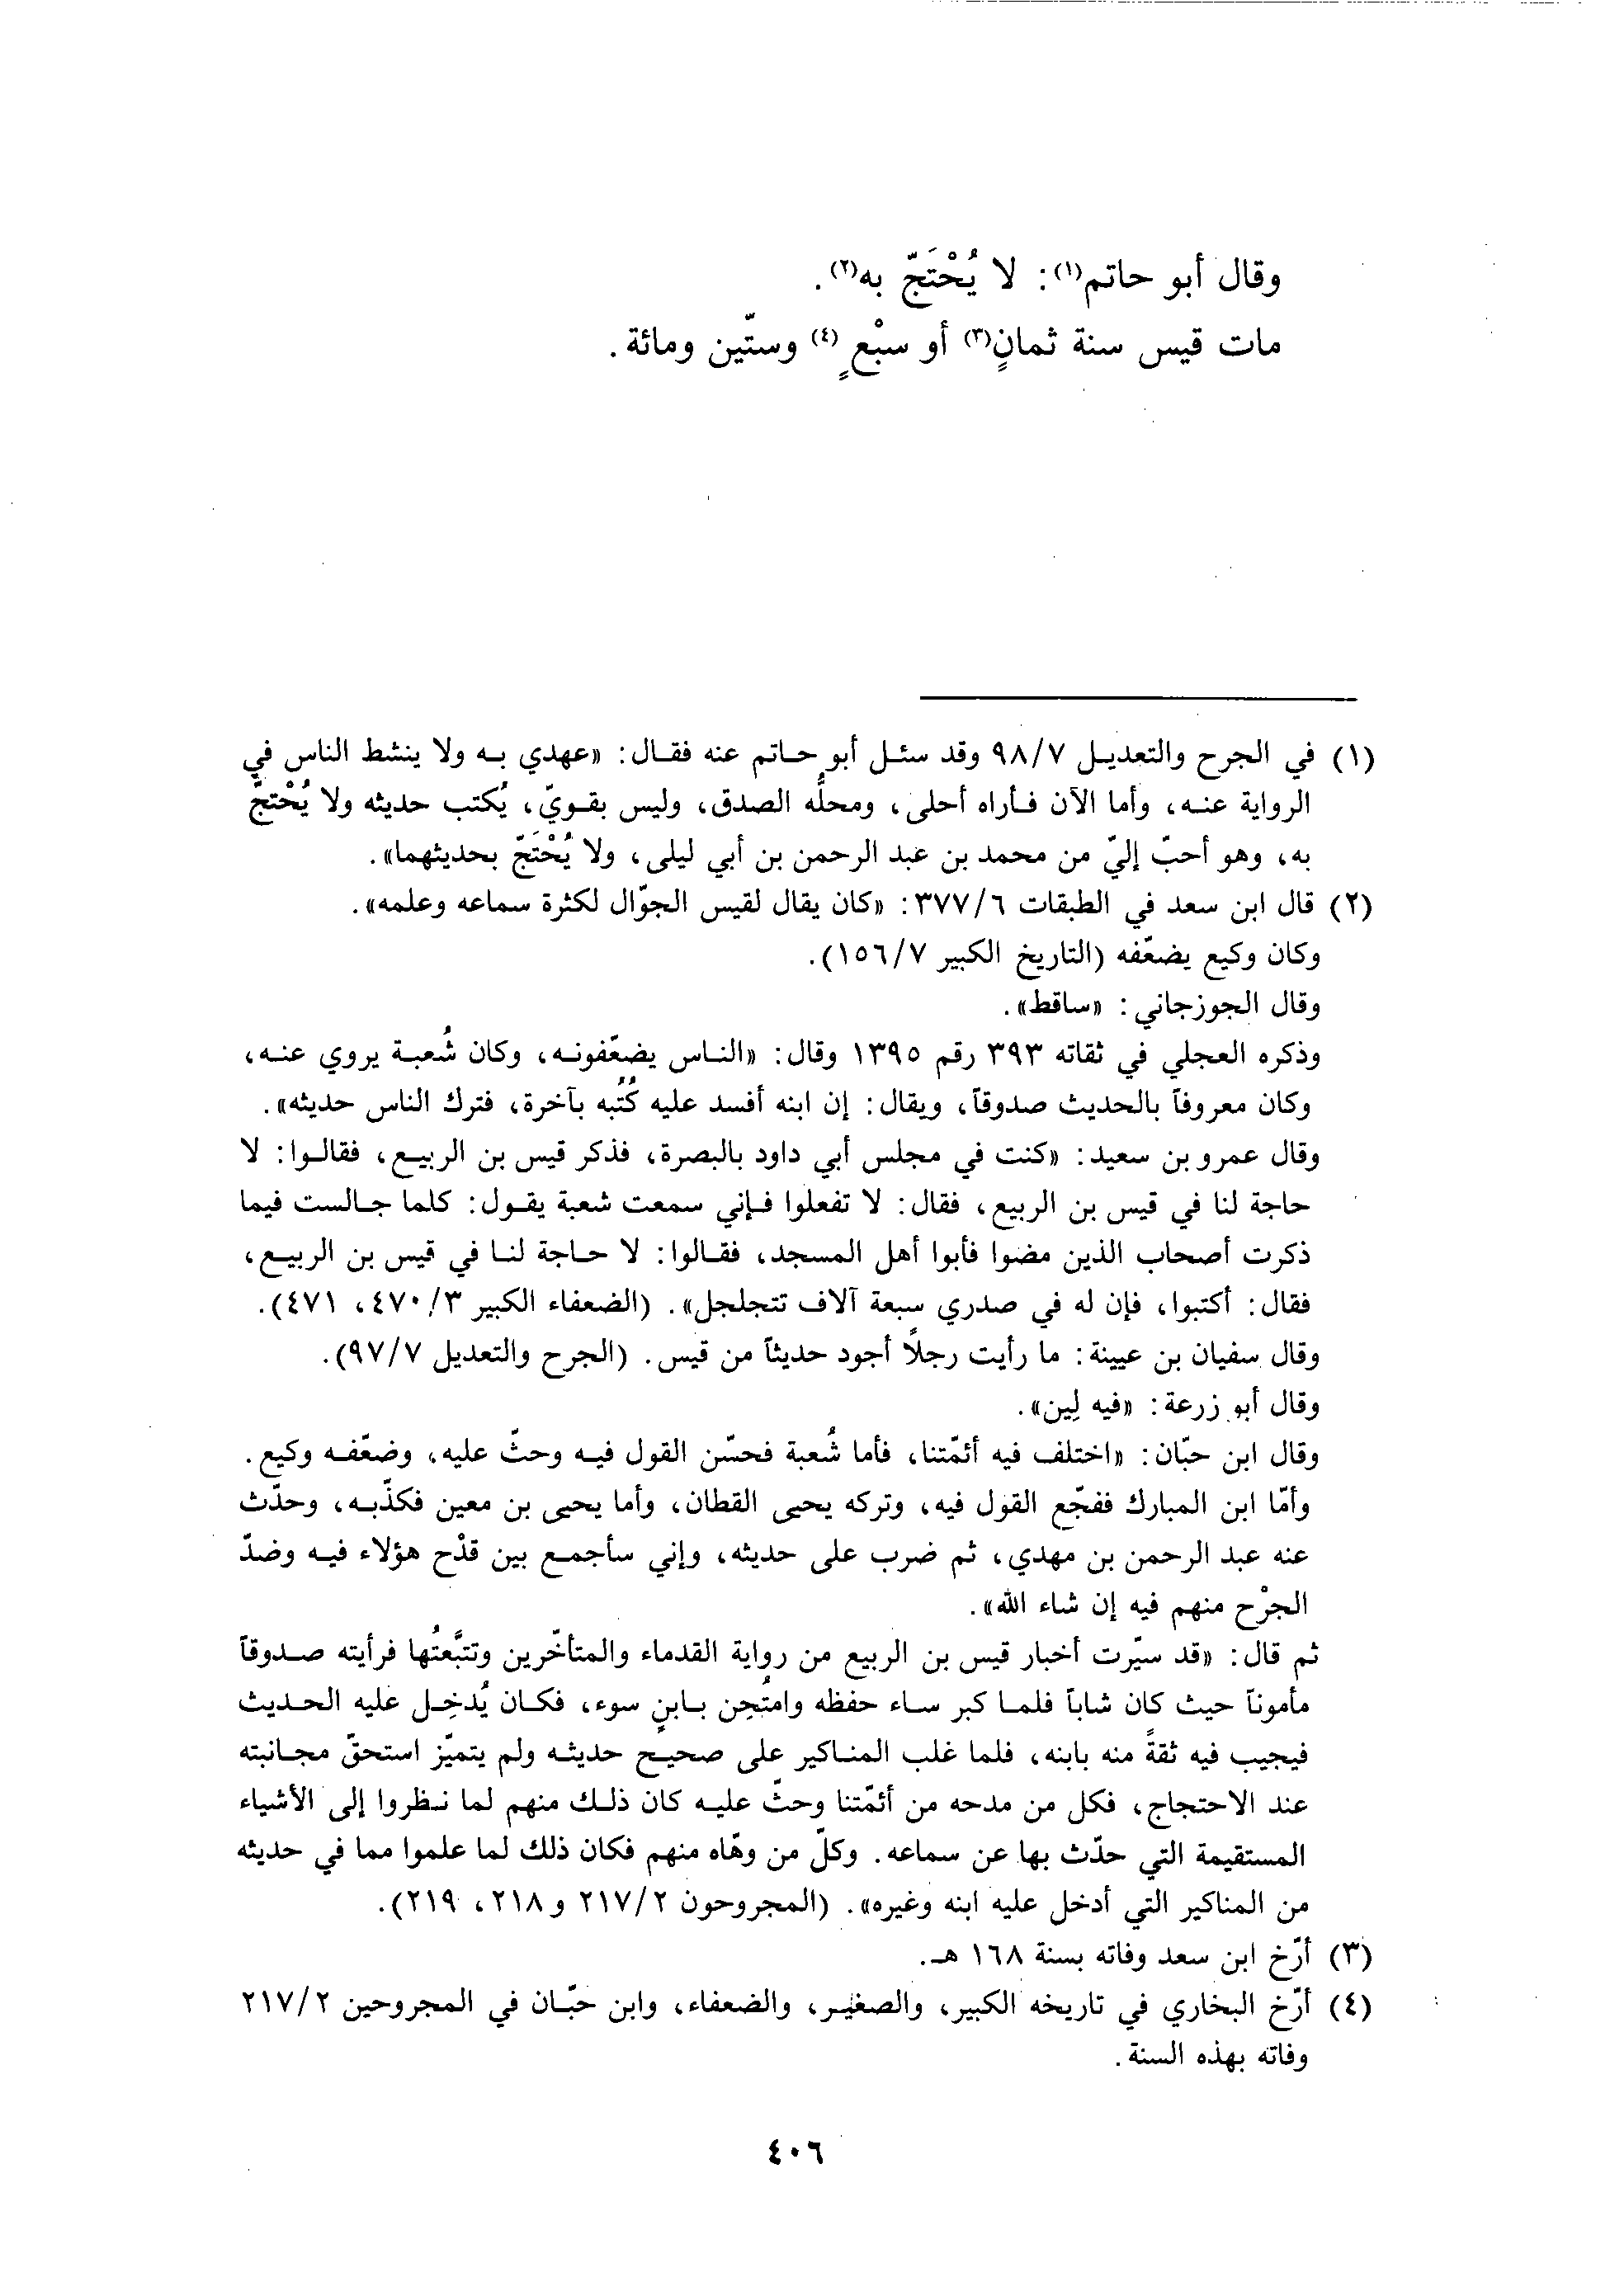 وقال أبو حاتم(١): لا يُحْتَجّ به(٢).
مات قيس سنة ثمانٍ(٣) أو سبْعٍ(٤) وستّين ومائة.
(١) في الجرح والتعديل ٩٨/٧ وقد سئل أبو حاتم عنه فقال: «عهدي به ولا ينشط الناس في
الرواية عنه، وأما الآن فأراه أحلى، ومحلُّه الصدق، وليس بقويّ، يُكتب حديثه ولا يُحْتجّ
به، وهو أحبّ إليّ من محمد بن عبد الرحمن بن أبي ليلى، ولا يُحْتَجّ بحديثهما».
(٢) قال ابن سعد في الطبقات ٣٧٧/٦: «كان يقال لقيس الجوّال لكثرة سماعه وعلمه».
وكان وكيع يضعّفه (التاريخ الكبير ١٥٦/٧).
وقال الجوزجاني: «ساقط».
وذكره العجلي في ثقاته ٣٩٣ رقم ١٣٩٥ وقال: «الناس يضعّفونه، وكان شُعبة يروي عنه،
وكان معروفاً بالحديث صدوقاً، ويقال: إن ابنه أفسد عليه كُتُبه بآخرة، فترك الناس حديثه».
وقال عمرو بن سعيد: «كنت في مجلس أبي داود بالبصرة، فذكر قيس بن الربيع، فقالوا: لا
حاجة لنا في قيس بن الربيع، فقال: لا تفعلوا فإني سمعت شعبة يقول: كلما جالست فيما
ذكرت أصحاب الذين مضوا فأبوا أهل المسجد، فقالوا: لا حاجة لنا في قيس بن الربيع،
فقال: أكتبوا، فإن له في صدري سبعة آلاف تتجلجل». (الضعفاء الكبير ٤٧٠/٣، ٤٧١).
وقال سفيان بن عيينة: ما رأيت رجلاً أجود حديثاً من قيس. (الجرح والتعديل ٩٧/٧).
وقال أبو زرعة: «فيه لِين».
وقال ابن حبّان: «اختلف فيه أئمّتنا، فأما شُعبة فحسّن القول فيه وحثّ عليه، وضعّفه وكيع.
وأمّا ابن المبارك ففجّع القول فيه، وتركه يحيى القطان، وأما يحيى بن معين فكذّبه، وحدّث
عنه عبد الرحمن بن مهدي، ثم ضرب على حديثه، وإني سأجمع بين قدْح هؤلاء فيه وضدّ
الجرْح منهم فيه إن شاء الله».
ثم قال: «قد سيّرت أخبار قيس بن الربيع من رواية القدماء والمتأخّرين وتتبَّعتُها فرأيته صدوقاً
مأموناً حيث كان شاباً فلما كبر ساء حفظه وامتُحِن بابنٍ سوء، فكان يُدخِل عليه الحديث
فيجيب فيه ثقةً منه بابنه، فلما غلب المناكير على صحيح حديثه ولم يتميّز استحقّ مجانبته
عند الاحتجاج، فكل من مدحه من أئمّتنا وحثّ عليه كان ذلك منهم لما نظروا إلى الأشياء
المستقيمة التي حدّث بها عن سماعه. وكلّ من وهّاه منهم فكان ذلك لما علموا مما في حديثه
من المناكير التي أدخل عليه ابنه وغيره». (المجروحون ٢١٧/٢ و٢١٨، ٢١٩).
(٣) أرّخ ابن سعد وفاته بسنة ١٦٨ هـ.
(٤) أرّخ البخاري في تاريخه الكبير، والصغير، والضعفاء، وابن حبّان في المجروحين ٢١٧/٢
وفاته بهذه السنة.
٤٠٦